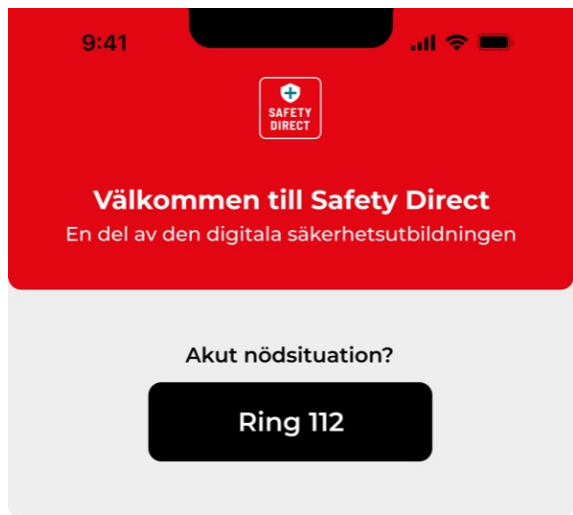 9:41
SAFETY
DIRECT
Välkommen till Safety Direct
En del av den digitala säkerhetsutbildningen
Akut nödsituation?
Ring 112